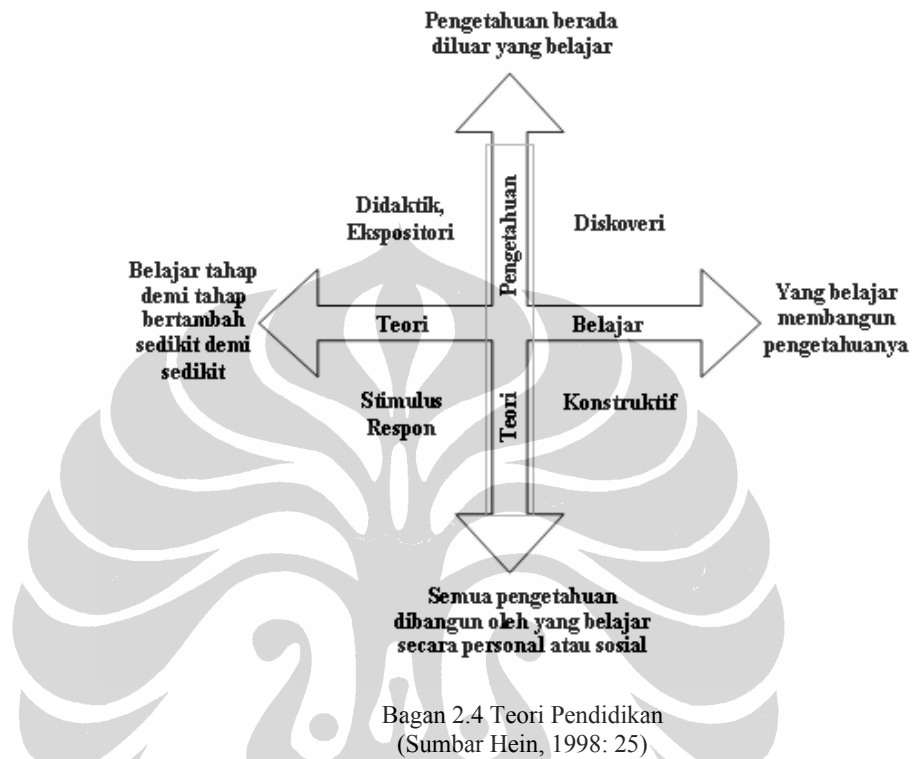 Pengetahuan berada
diluar yang belajar
Pengetahuan
Didaktik,
Ekspositori
Diskoveri
Belajar tahap
demi tahap
bertambah
sedikit demi
sedikit
Teori
Belajar
Yang belajar
membangun
pengetahuanya
Stimulus
Respon
Teori
Konstruktif
Semua pengetahuan
dibangun oleh yang belajar
secara personal atau sosial
Bagan 2.4 Teori Pendidikan
(Sumbar Hein, 1998: 25)